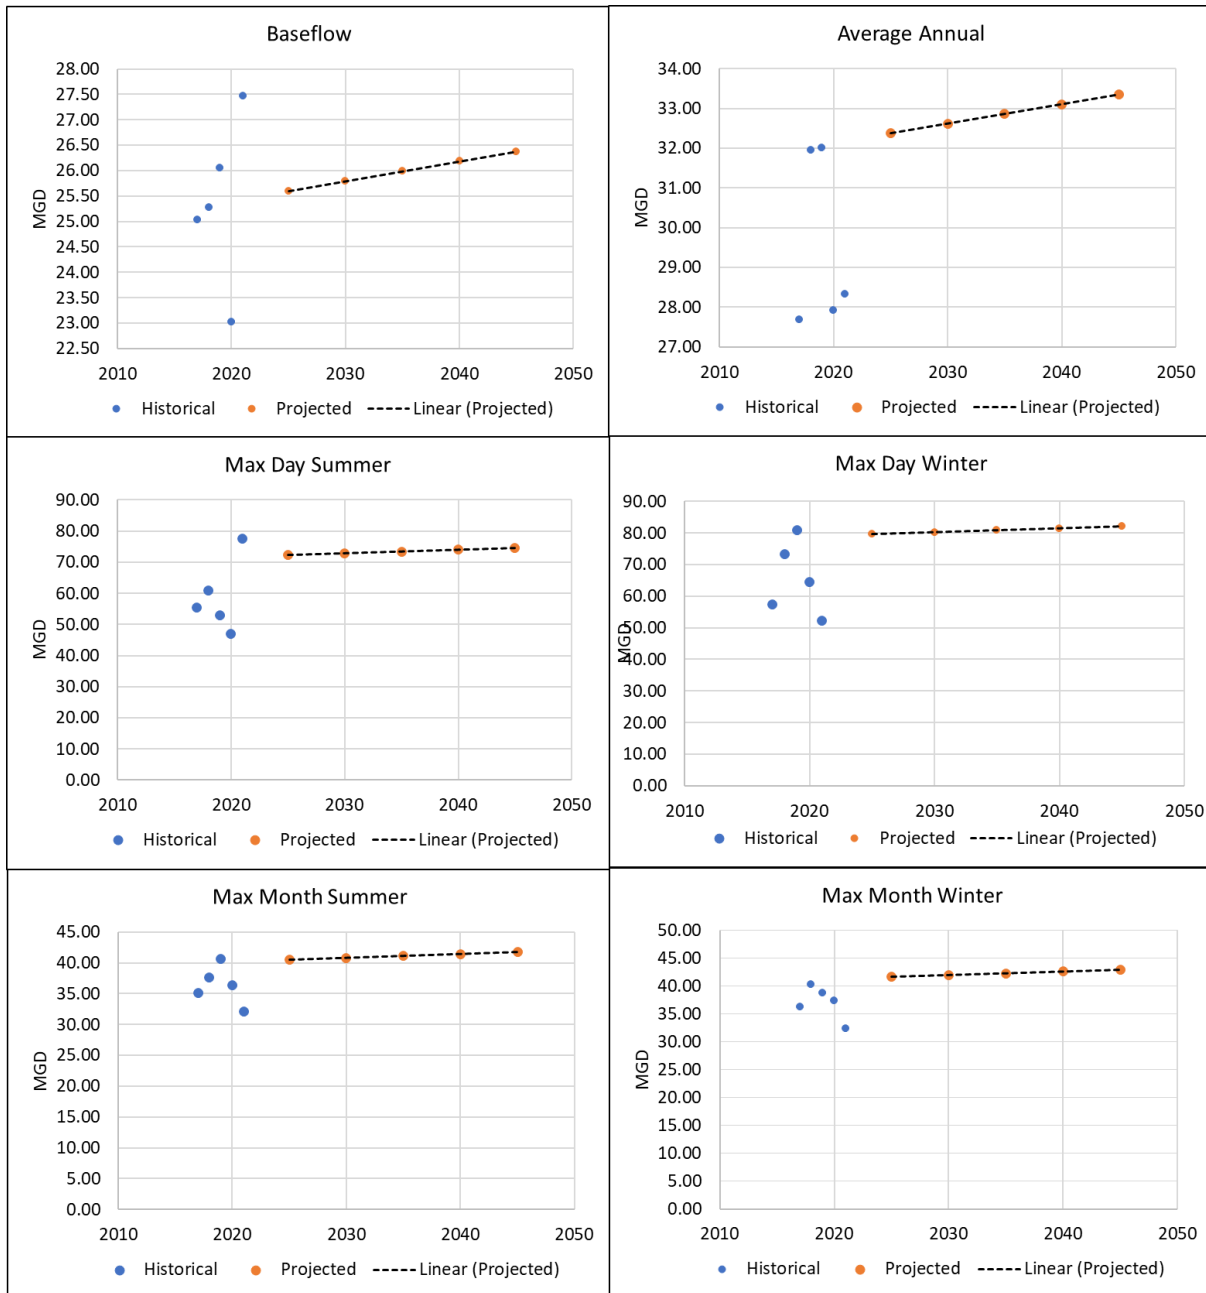 Baseflow
28.00
27.50
27.00
26.50
26.00
25.50
25.00
24.50
24.00
23.50
23.00
22.50
MGD
2010 2020 2030 2040 2050
Historical Projected Linear (Projected)
Average Annual
34.00
33.00
32.00
31.00
30.00
29.00
28.00
27.00
MGD
2010 2020 2030 2040 2050
Historical Projected Linear (Projected)
Max Day Summer
90.00
80.00
70.00
60.00
50.00
40.00
30.00
20.00
10.00
0.00
MGD
2010 2020 2030 2040 2050
Historical Projected Linear (Projected)
Max Day Winter
90.00
80.00
70.00
60.00
50.00
40.00
30.00
20.00
10.00
0.00
MGD
2010 2020 2030 2040 2050
Historical Projected Linear (Projected)
Max Month Summer
45.00
40.00
35.00
30.00
25.00
20.00
15.00
10.00
5.00
0.00
MGD
2010 2020 2030 2040 2050
Historical Projected Linear (Projected)
Max Month Winter
50.00
45.00
40.00
35.00
30.00
25.00
20.00
15.00
10.00
5.00
0.00
MGD
2010 2020 2030 2040 2050
Historical Projected Linear (Projected)